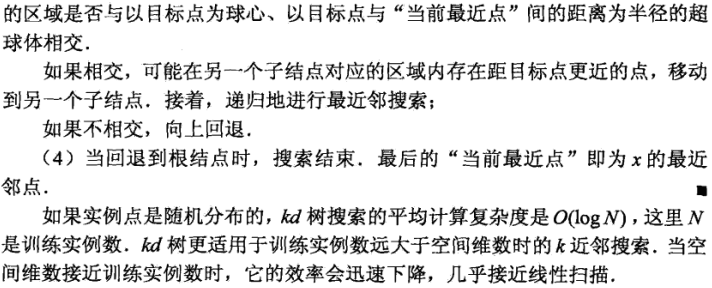 的区域是否与以目标点为球心、以目标点与“当前最近点”间的距离为半径的超
球体相交．
如果相交，可能在另一个子结点对应的区域内存在距目标点更近的点，移动
到另一个子结点．接着，递归地进行最近邻搜索；
如果不相交，向上回退．
（4）当回退到根结点时，搜索结束．最后的“当前最近点”即为 x 的最近
邻点．
如果实例点是随机分布的，kd 树搜索的平均计算复杂度是 O(log N)，这里 N
是训练实例数．kd 树更适用于训练实例数远大于空间维数时的 k 近邻搜索．当空
间维数接近训练实例数时，它的效率会迅速下降，几乎接近线性扫描．